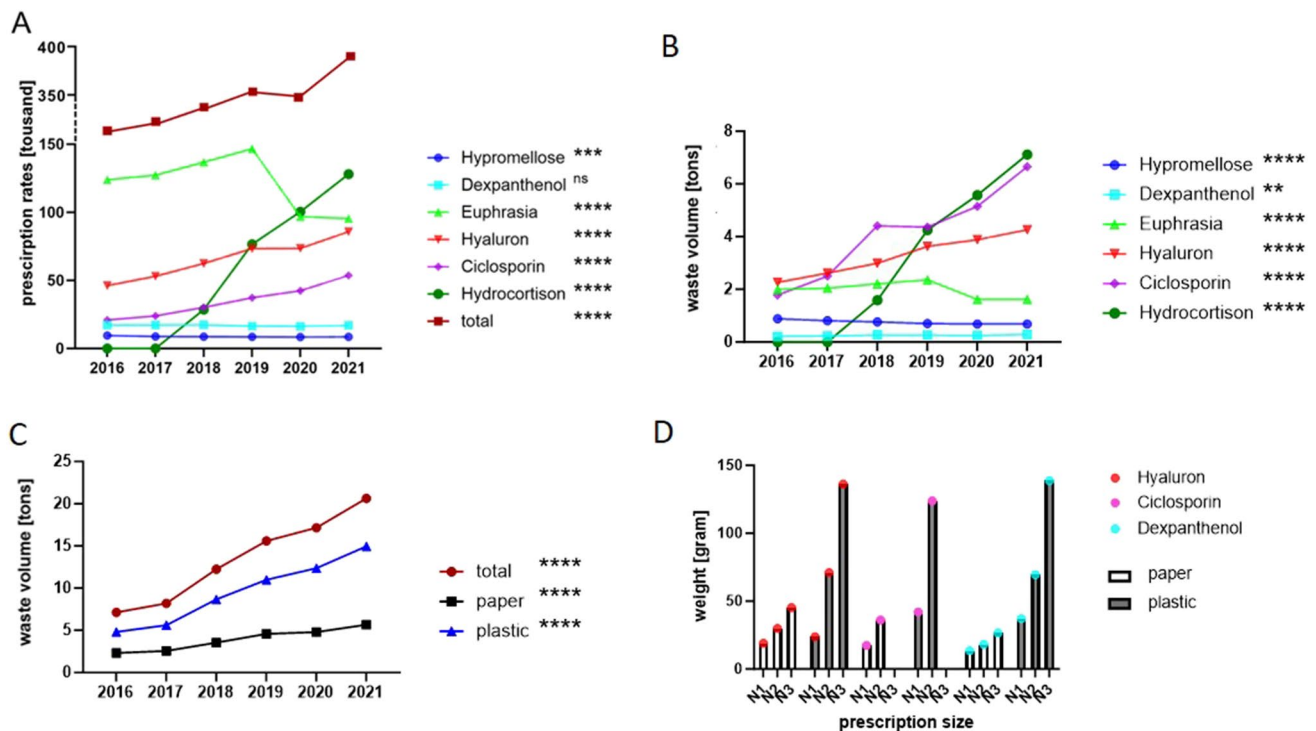 A
prescirption rates [tousand]
400
350
150
100
50
0
2016 2017 2018 2019 2020 2021
Hypromellose ***
Dexpanthenol ns
Euphrasia ****
Hyaluron ****
Ciclosporin ****
Hydrocortison ****
total ****
B
waste volume [tons]
8
6
4
2
0
2016 2017 2018 2019 2020 2021
Hypromellose ****
Dexpanthenol **
Euphrasia ****
Hyaluron ****
Ciclosporin ****
Hydrocortison ****
C
waste volume [tons]
25
20
15
10
5
0
2016 2017 2018 2019 2020 2021
total ****
paper ****
plastic ****
D
weight [gram]
150
100
50
0
N1 N2 N3 N1 N2 N3 N1 N2 N3 N1 N2 N3 N1 N2 N3 N1 N2 N3
prescription size
Hyaluron
Ciclosporin
Dexpanthenol
paper
plastic